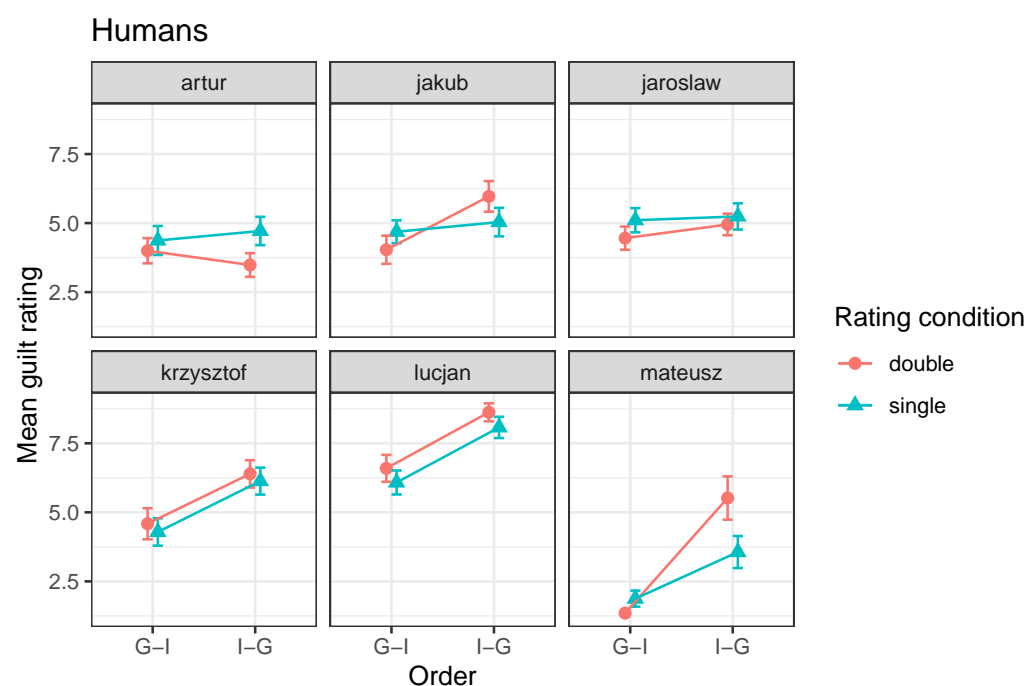 Humans
artur
jakub
jaroslaw
7.5
5.0
2.5
krzysztof
lucjan
mateusz
7.5
5.0
2.5
G–I
I–G
G–I
I–G
G–I
I–G
Order
Mean guilt rating
Rating condition
double
single